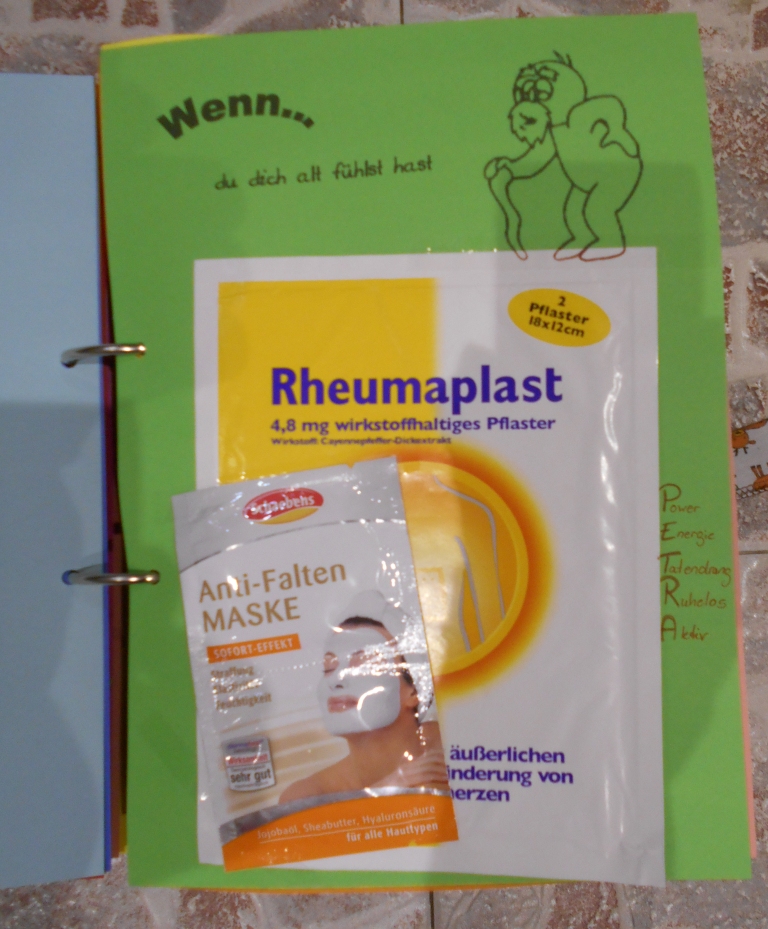 Wenn...
du dich alt fühlst hast
2
Pflaster
18x12cm
Rheumaplast
4,8 mg wirkstoffhaltiges Pflaster
Wirkstoff: Cayennepfeffer-Dickextrakt
Schaebens
Anti-Falten
MASKE
SOFORT-EFFEKT
Feuchtigkeit
sehr gut
Jojobaöl, Sheabutter, Hyaluronsäure
für alle Hauttypen
äußerlichen
inderung von
erzen
Power
Energie
Tatendrang
Ruhelos
Aktiv